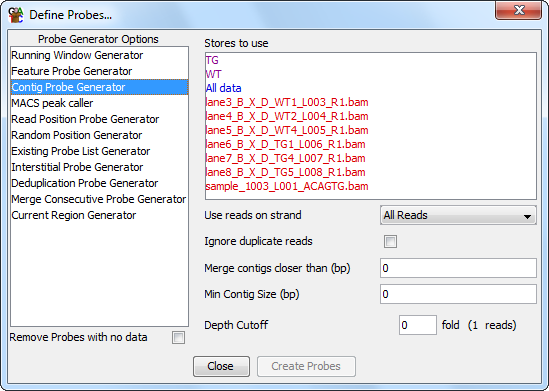 Define Probes...
Probe Generator Options
Running Window Generator
Feature Probe Generator
Contig Probe Generator
MACS peak caller
Read Position Probe Generator
Random Position Generator
Existing Probe List Generator
Interstitial Probe Generator
Deduplication Probe Generator
Merge Consecutive Probe Generator
Current Region Generator
Remove Probes with no data
Stores to use
TG
WT
All data
lane3_B_X_D_WT1_L003_R1.bam
lane4_B_X_D_WT2_L004_R1.bam
lane5_B_X_D_WT4_L005_R1.bam
lane6_B_X_D_TG1_L006_R1.bam
lane7_B_X_D_TG4_L007_R1.bam
lane8_B_X_D_TG5_L008_R1.bam
sample_1003_L001_ACAGTG.bam
Use reads on strand All Reads
Ignore duplicate reads
Merge contigs closer than (bp) 0
Min Contig Size (bp) 0
Depth Cutoff 0 fold (1 reads)
Close Create Probes